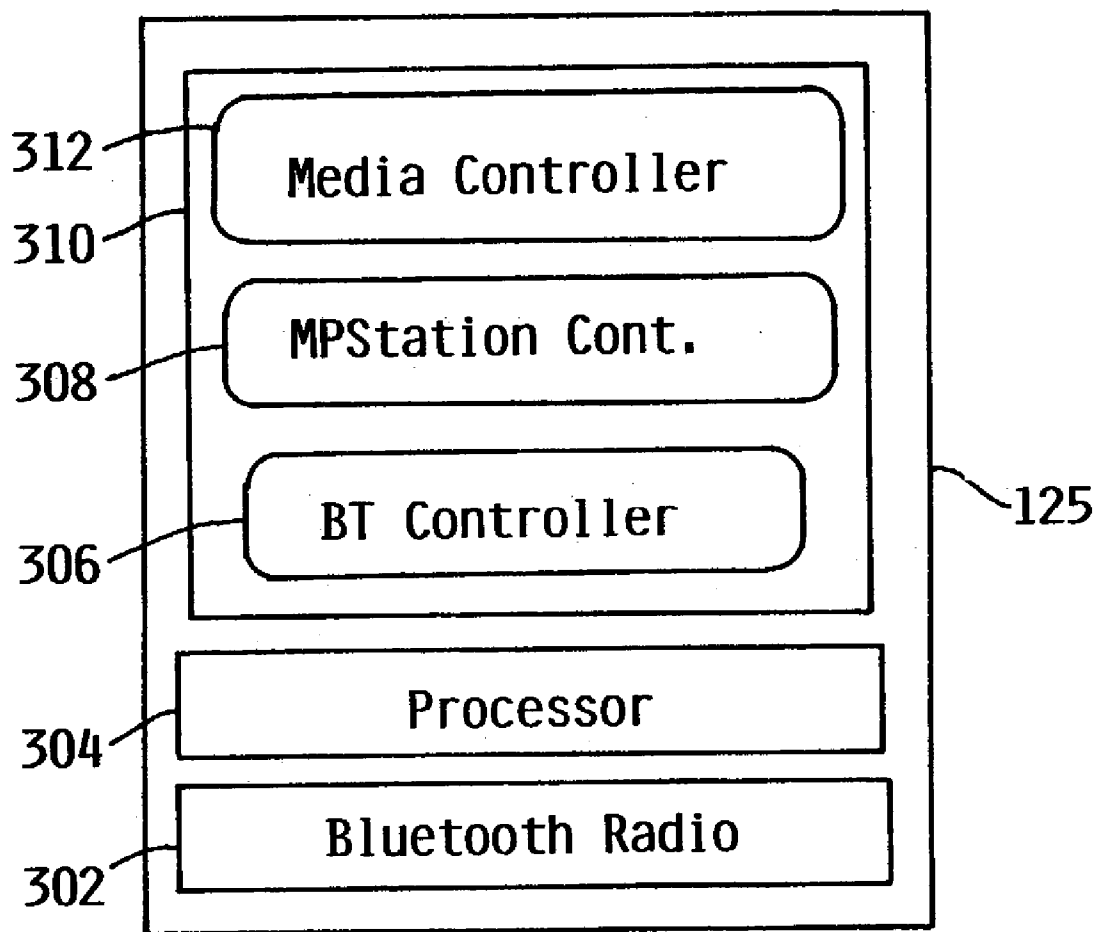 312
Media Controller
310
MPStation Cont.
308
BT Controller
125
306
Processor
304
Bluetooth Radio
302